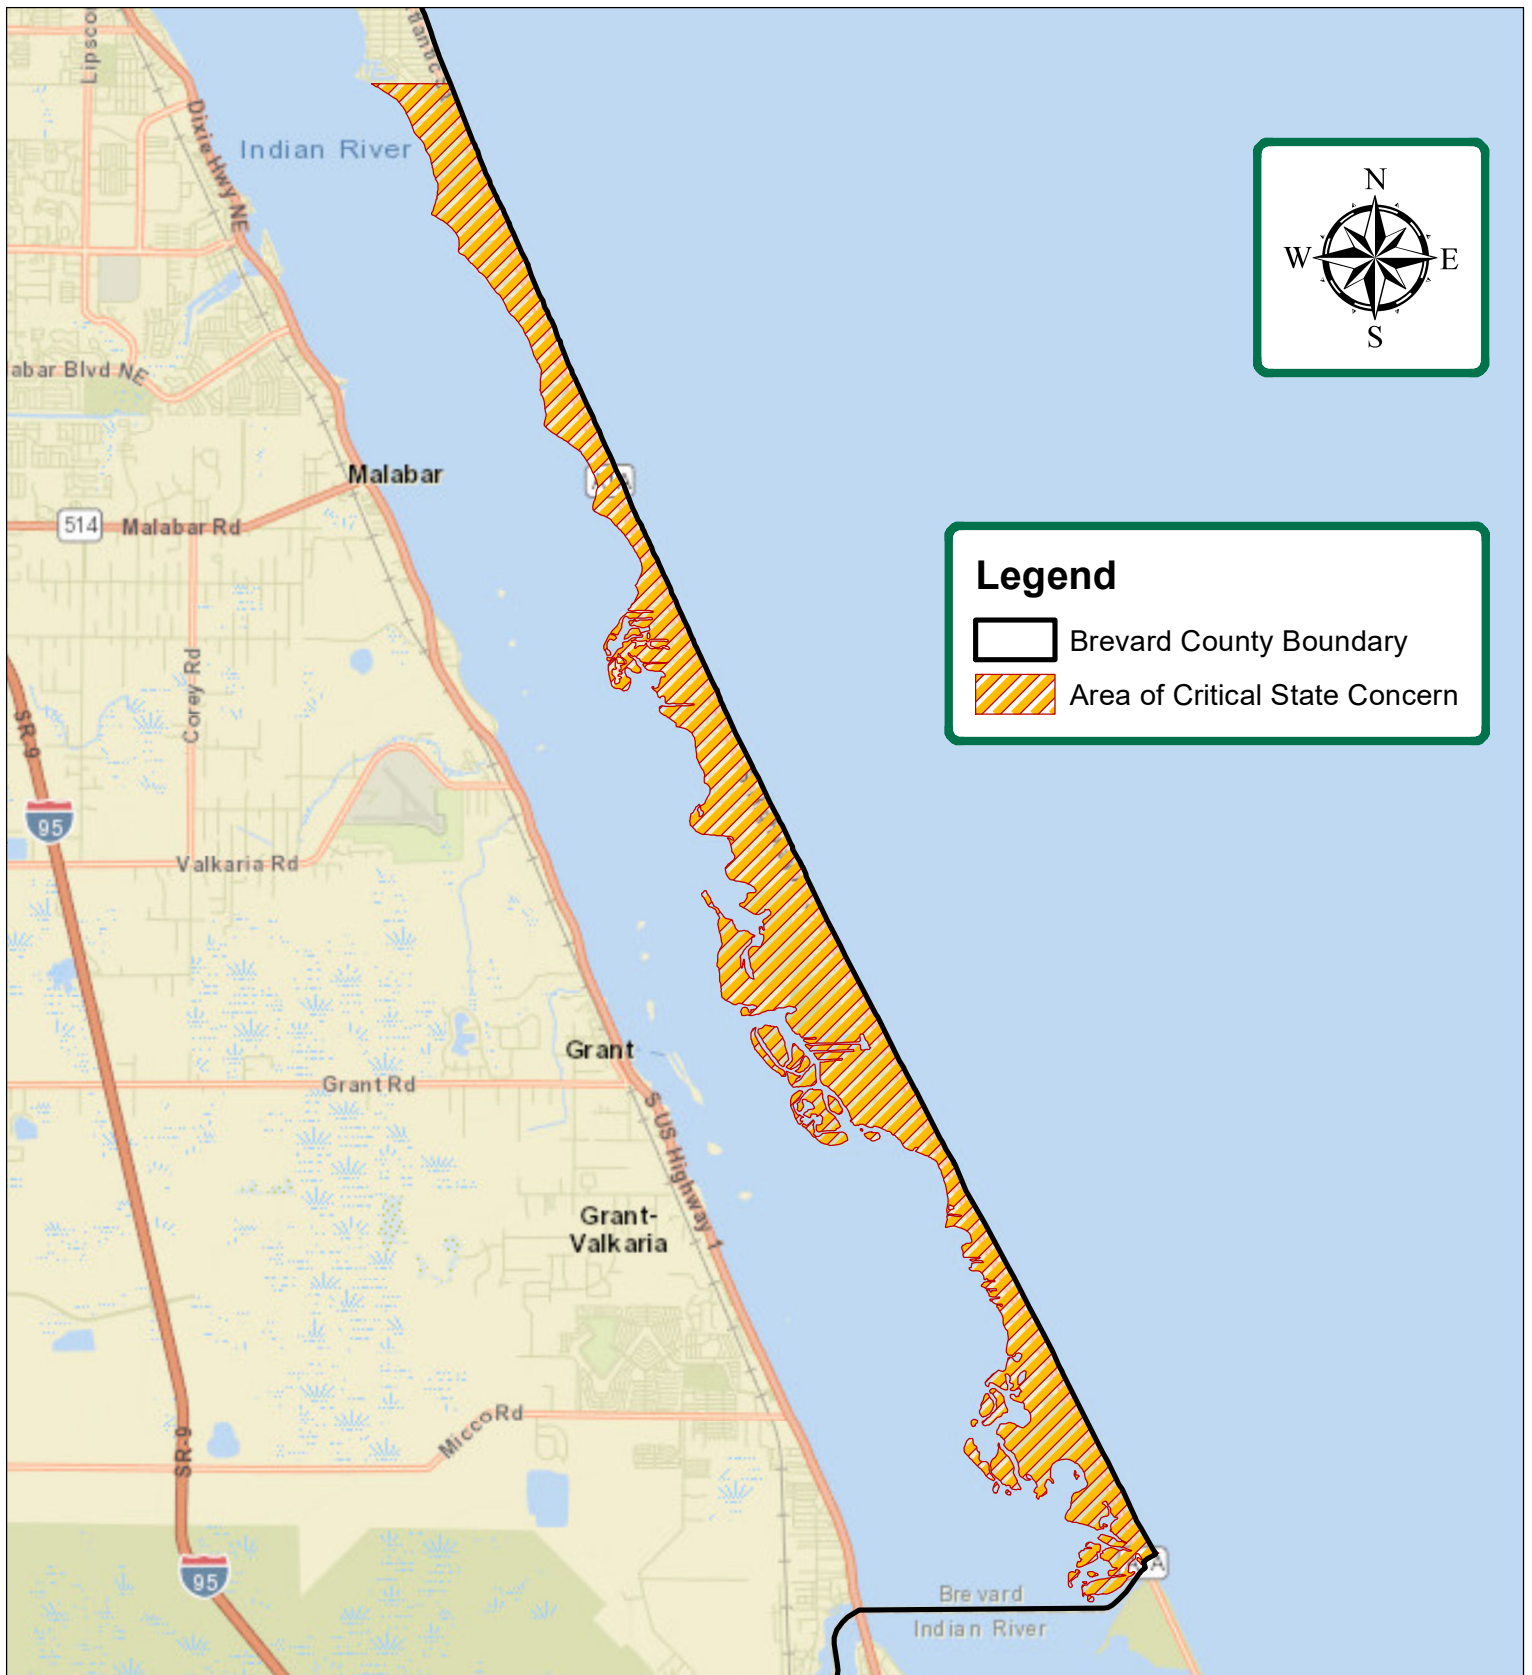 Lipsco
tlantic
Dixie Hwy NE
Indian River
N
W
E
S
abar Blvd NE
Malabar
A
A
514
Malabar Rd
Legend
Brevard County Boundary
Area of Critical State Concern
Corey Rd
SR-9
95
Valkaria Rd
Grant
Grant Rd
S US Highway 1
Grant-
Valkaria
Micco Rd
SR-9
95
A
Brevard
Indian River